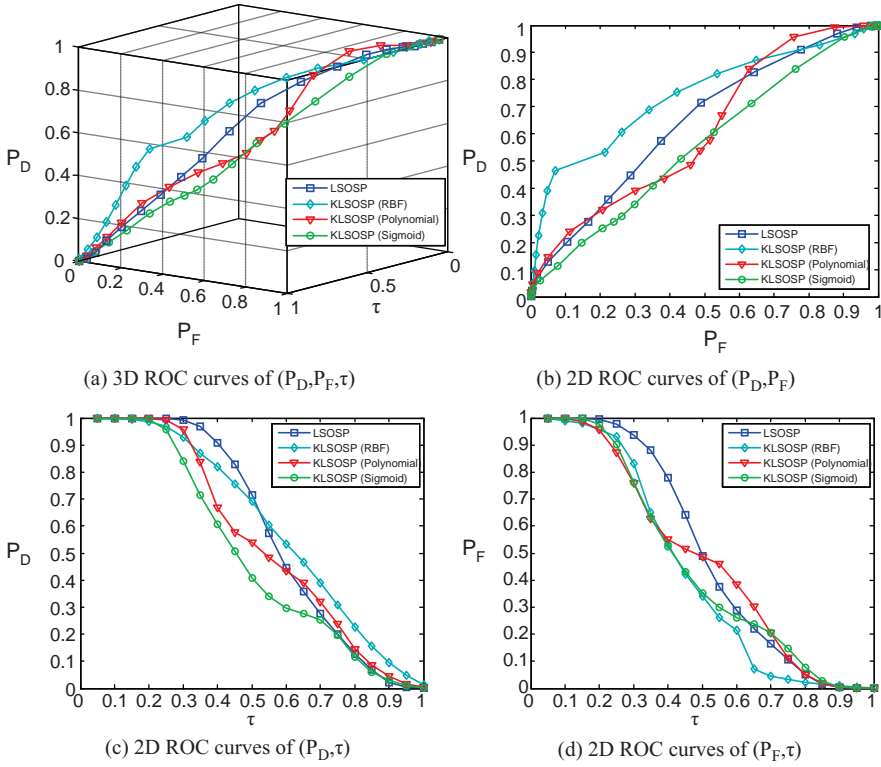 1
0.8
0.6
0.4
0.2
0
P_D
0
0.2
0.4
0.6
0.8
1
P_F
1
0.5
0
τ
LSOSP
KLSOSP (RBF)
KLSOSP (Polynomial)
KLSOSP (Sigmoid)
(a) 3D ROC curves of (P_D,P_F,τ)
1
0.9
0.8
0.7
0.6
0.5
0.4
0.3
0.2
0.1
0
P_D
0 0.1 0.2 0.3 0.4 0.5 0.6 0.7 0.8 0.9 1
P_F
LSOSP
KLSOSP (RBF)
KLSOSP (Polynomial)
KLSOSP (Sigmoid)
(b) 2D ROC curves of (P_D,P_F)
1
0.9
0.8
0.7
0.6
0.5
0.4
0.3
0.2
0.1
0
P_D
0.1 0.2 0.3 0.4 0.5 0.6 0.7 0.8 0.9 1
τ
LSOSP
KLSOSP (RBF)
KLSOSP (Polynomial)
KLSOSP (Sigmoid)
(c) 2D ROC curves of (P_D,τ)
1
0.9
0.8
0.7
0.6
0.5
0.4
0.3
0.2
0.1
0
P_F
0.1 0.2 0.3 0.4 0.5 0.6 0.7 0.8 0.9 1
τ
LSOSP
KLSOSP (RBF)
KLSOSP (Polynomial)
KLSOSP (Sigmoid)
(d) 2D ROC curves of (P_F,τ)